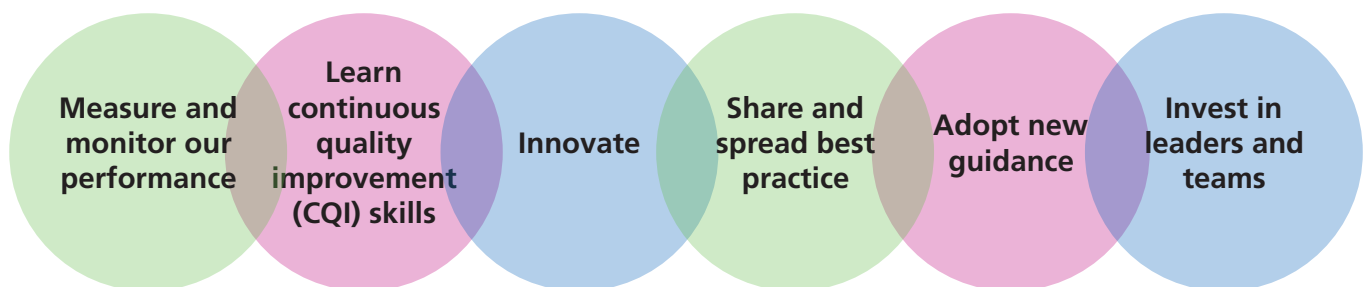 Measure and
monitor our
performance
Learn
continuous
quality
improvement
(CQI) skills
Innovate
Share and
spread best
practice
Adopt new
guidance
Invest in
leaders and
teams